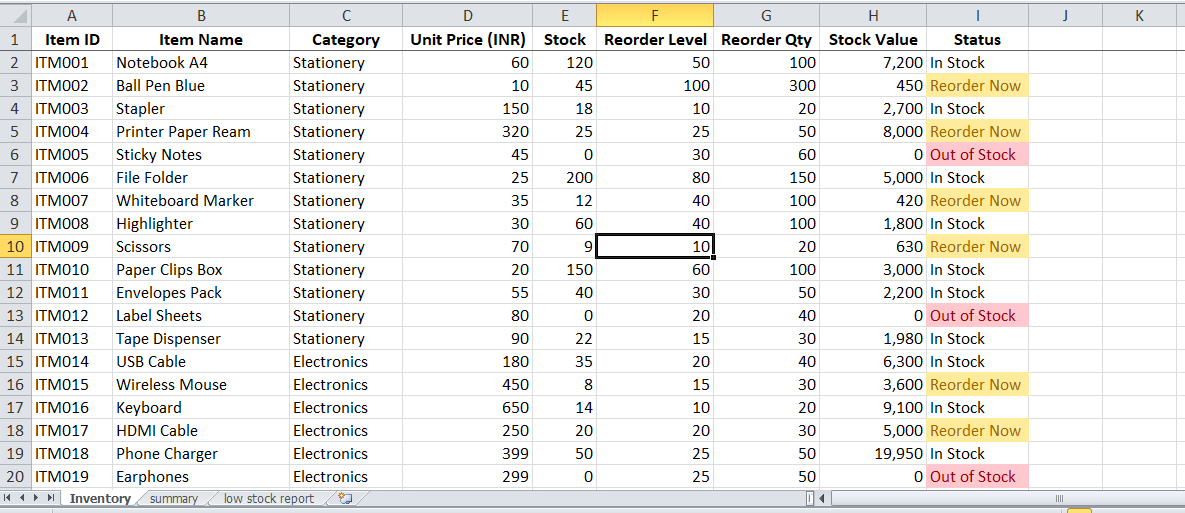 A B C D E F G H I J K
1 Item ID Item Name Category Unit Price (INR) Stock Reorder Level Reorder Qty Stock Value Status
2 ITM001 Notebook A4 Stationery 60 120 50 100 7,200 In Stock
3 ITM002 Ball Pen Blue Stationery 10 45 100 300 450 Reorder Now
4 ITM003 Stapler Stationery 150 18 10 20 2,700 In Stock
5 ITM004 Printer Paper Ream Stationery 320 25 25 50 8,000 Reorder Now
6 ITM005 Sticky Notes Stationery 45 0 30 60 0 Out of Stock
7 ITM006 File Folder Stationery 25 200 80 150 5,000 In Stock
8 ITM007 Whiteboard Marker Stationery 35 12 40 100 420 Reorder Now
9 ITM008 Highlighter Stationery 30 60 40 100 1,800 In Stock
10 ITM009 Scissors Stationery 70 9 10 20 630 Reorder Now
11 ITM010 Paper Clips Box Stationery 20 150 60 100 3,000 In Stock
12 ITM011 Envelopes Pack Stationery 55 40 30 50 2,200 In Stock
13 ITM012 Label Sheets Stationery 80 0 20 40 0 Out of Stock
14 ITM013 Tape Dispenser Stationery 90 22 15 30 1,980 In Stock
15 ITM014 USB Cable Electronics 180 35 20 40 6,300 In Stock
16 ITM015 Wireless Mouse Electronics 450 8 15 30 3,600 Reorder Now
17 ITM016 Keyboard Electronics 650 14 10 20 9,100 In Stock
18 ITM017 HDMI Cable Electronics 250 20 20 30 5,000 Reorder Now
19 ITM018 Phone Charger Electronics 399 50 25 50 19,950 In Stock
20 ITM019 Earphones Electronics 299 0 25 50 0 Out of Stock
Inventory summary low stock report